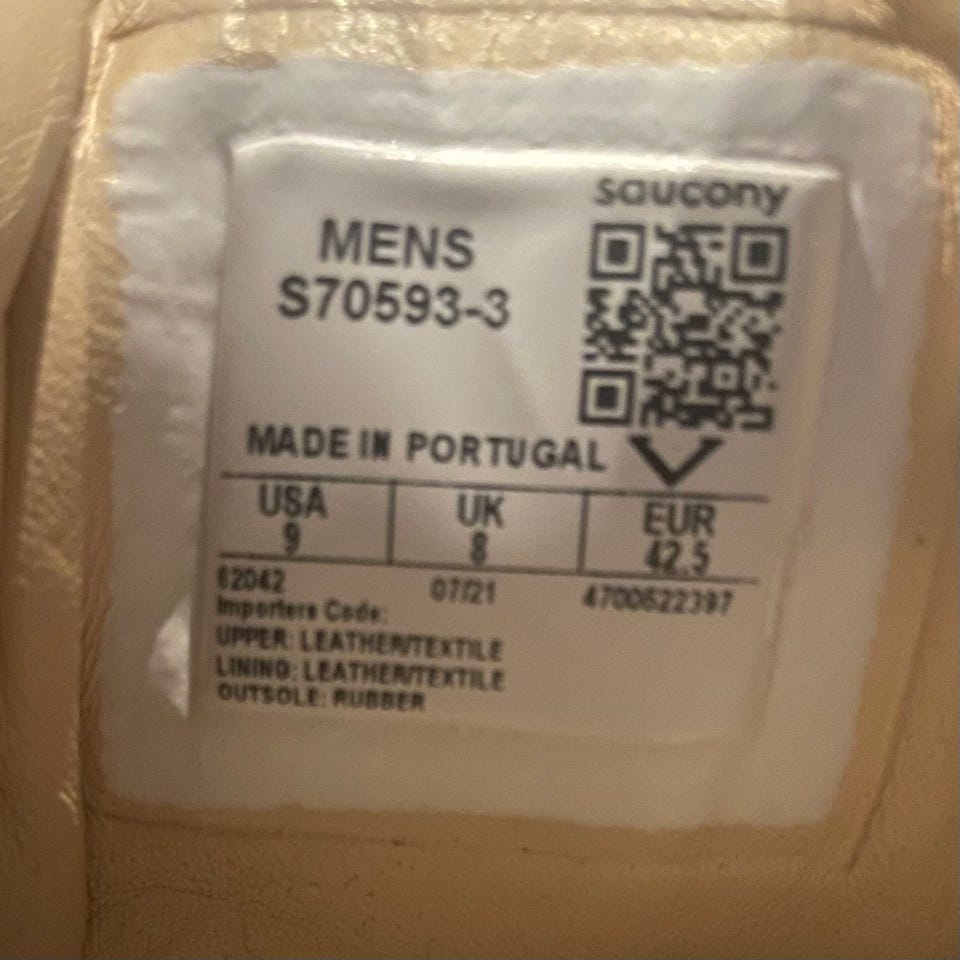 saucony
MENS
S70593-3
MADE IN PORTUGAL
USA UK EUR
9 8 42.5
62042 07/21 4700622397
Importers Code:
UPPER: LEATHER/TEXTILE
LINING: LEATHER/TEXTILE
OUTSOLE: RUBBER